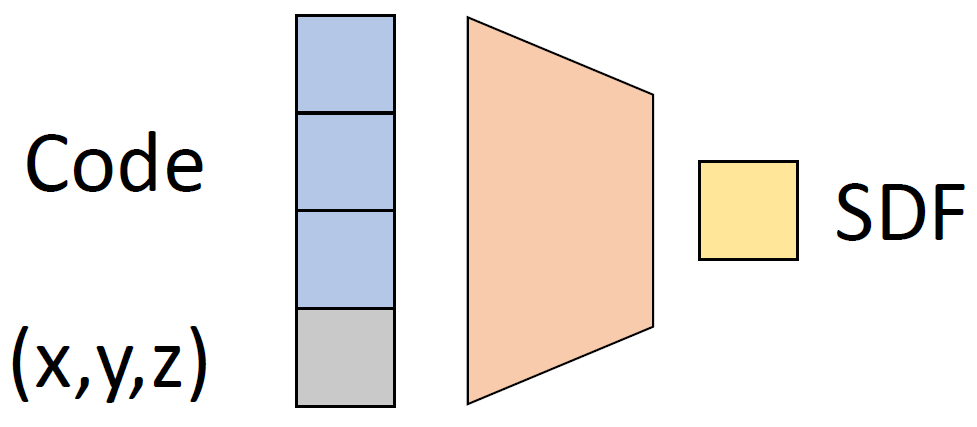 Code
(x,y,z)
SDF